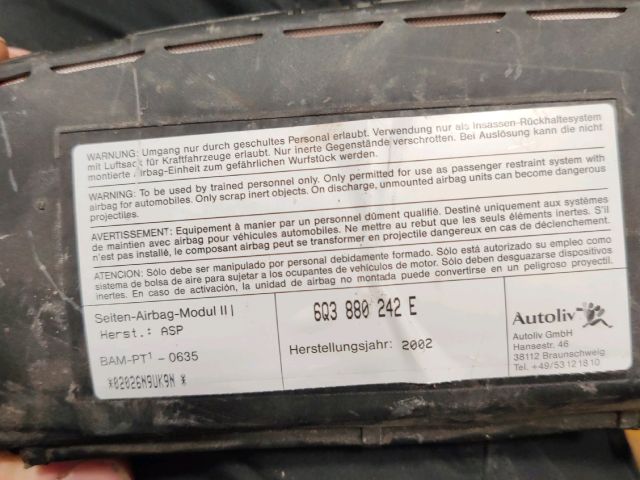 WARNUNG: Umgang nur durch geschultes Personal erlaubt. Verwendung nur als Insassen-Rückhaltesystem
mit Luftsack für Kraftfahrzeuge erlaubt. Nur inerte Gegenstände verschrotten. Bei Auslösung kann die nicht
montierte Airbag-Einheit zum gefährlichen Wurfstück werden.
WARNING: To be used by trained personnel only. Only permitted for use as passenger restraint system with
airbag for automobiles. Only scrap inert objects. On discharge, unmounted airbag units can become dangerous
projectiles.
AVERTISSEMENT: Equipement à manier par un personnel dûment qualifié. Destiné uniquement aux systèmes
de maintien avec airbag pour véhicules automobiles. Ne mettre au rebut que les seuls éléments inertes. S'il
n'est pas installé, le composant airbag peut se transformer en projectile dangereux en cas de déclenchement.
ATENCION: Sólo debe ser manipulado por personal debidamente formado. Sólo está autorizado su empleo como
sistema de bolsa de aire para sujetar a los ocupantes de vehículos de motor. Sólo deben desguazarse dispositivos
inertes. En caso de activación, la unidad de airbag no montada puede convertirse en un peligroso proyectil.
Seiten-Airbag-Modul II|
Herst.: ASP
BAM-PT¹ - 0635
*02026N9UK9N *
6Q3 880 242 E
Herstellungsjahr: 2002
Autoliv
Autoliv GmbH
Hansestr. 46
38112 Braunschweig
Tel. +49/53121810